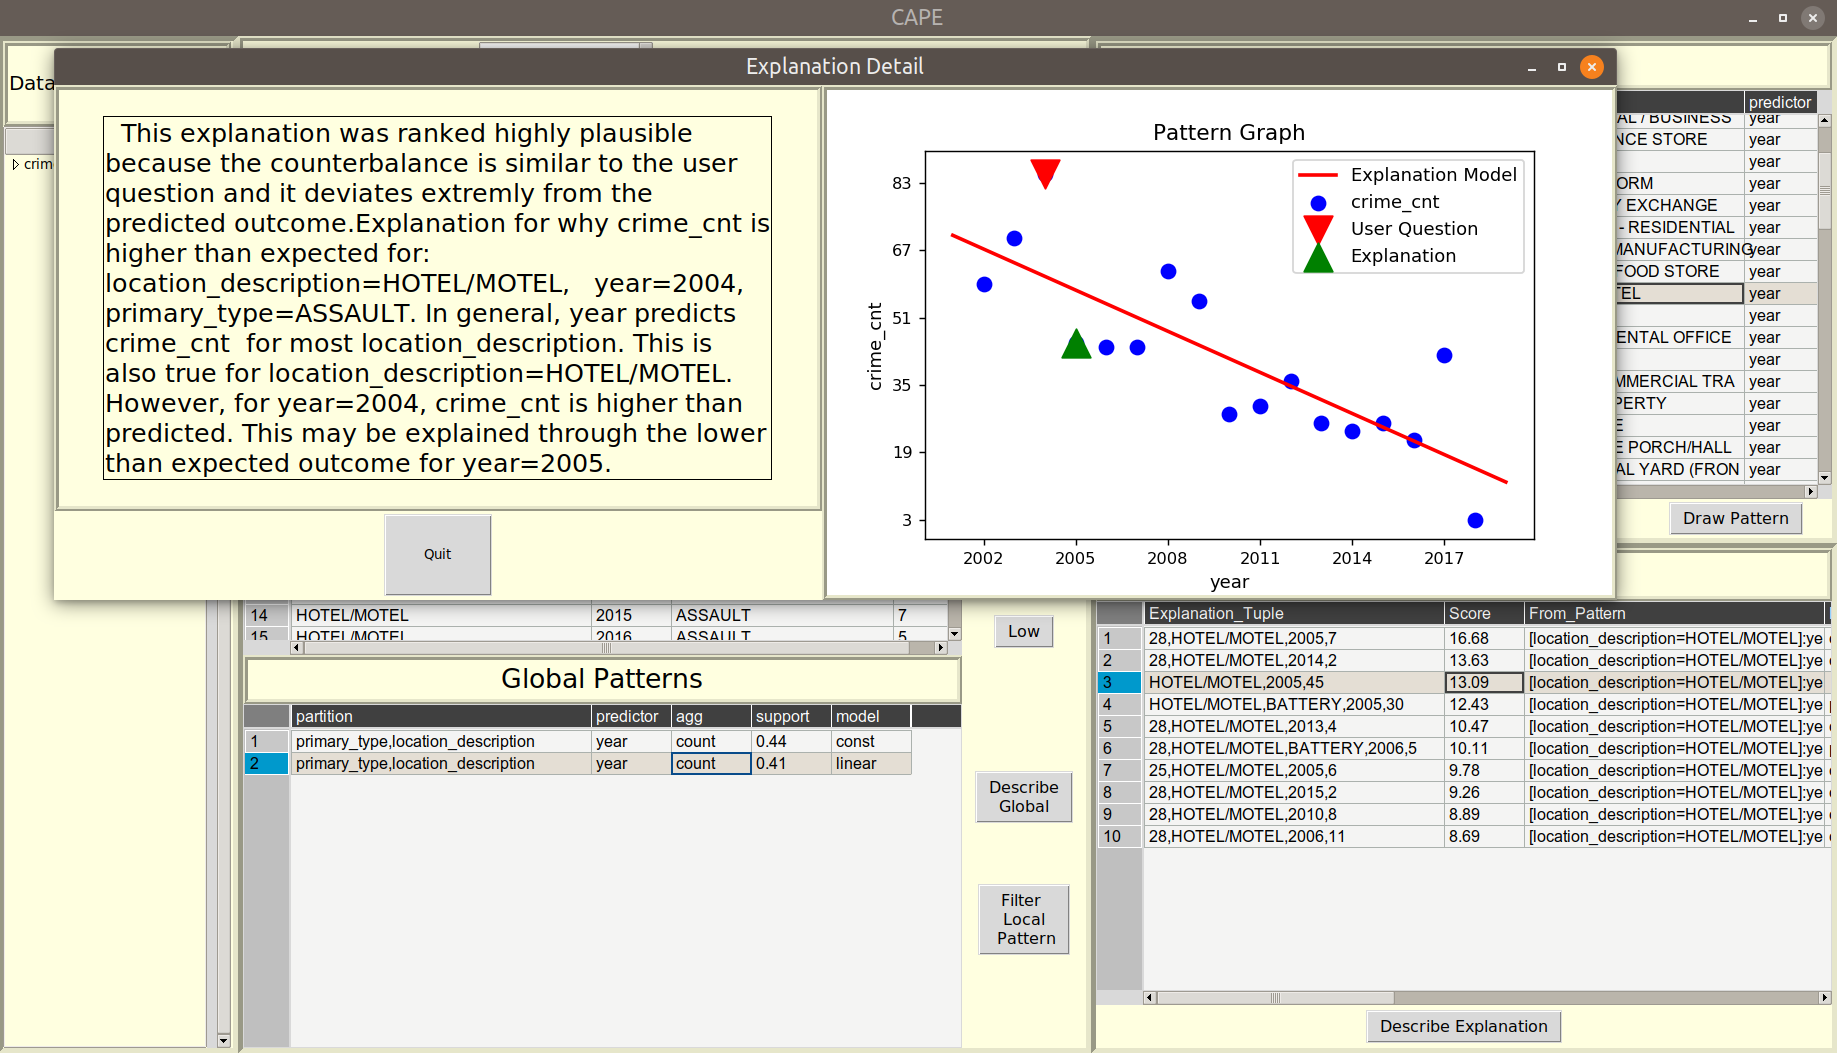 CAPE
Data
crim
Explanation Detail
This explanation was ranked highly plausible
because the counterbalance is similar to the user
question and it deviates extremly from the
predicted outcome.Explanation for why crime_cnt is
higher than expected for:
location_description=HOTEL/MOTEL, year=2004,
primary_type=ASSAULT. In general, year predicts
crime_cnt for most location_description. This is
also true for location_description=HOTEL/MOTEL.
However, for year=2004, crime_cnt is higher than
predicted. This may be explained through the lower
than expected outcome for year=2005.
Quit
Pattern Graph
Explanation Model
crime_cnt
User Question
Explanation
crime_cnt
83
67
51
35
19
3
2002 2005 2008 2011 2014 2017
year
predictor
AL / BUSINESS year
NCE STORE year
year
ORM year
Y EXCHANGE year
- RESIDENTIAL year
MANUFACTURING year
FOOD STORE year
TEL year
year
ENTAL OFFICE year
year
MMERCIAL TRA year
PERTY year
E year
E PORCH/HALL year
AL YARD (FRON year
Draw Pattern
14 HOTEL/MOTEL 2015 ASSAULT 7
15 HOTEL/MOTEL 2016 ASSAULT 5
Global Patterns
partition predictor agg support model
1 primary_type,location_description year count 0.44 const
2 primary_type,location_description year count 0.41 linear
Low
Describe
Global
Filter
Local
Pattern
Explanation_Tuple Score From_Pattern
1 28,HOTEL/MOTEL,2005,7 16.68 [location_description=HOTEL/MOTEL]:ye
2 28,HOTEL/MOTEL,2014,2 13.63 [location_description=HOTEL/MOTEL]:ye
3 HOTEL/MOTEL,2005,45 13.09 [location_description=HOTEL/MOTEL]:ye
4 HOTEL/MOTEL,BATTERY,2005,30 12.43 [location_description=HOTEL/MOTEL]:ye
5 28,HOTEL/MOTEL,2013,4 10.47 [location_description=HOTEL/MOTEL]:ye
6 28,HOTEL/MOTEL,BATTERY,2006,5 10.11 [location_description=HOTEL/MOTEL]:ye
7 25,HOTEL/MOTEL,2005,6 9.78 [location_description=HOTEL/MOTEL]:ye
8 28,HOTEL/MOTEL,2015,2 9.26 [location_description=HOTEL/MOTEL]:ye
9 28,HOTEL/MOTEL,2010,8 8.89 [location_description=HOTEL/MOTEL]:ye
10 28,HOTEL/MOTEL,2006,11 8.69 [location_description=HOTEL/MOTEL]:ye
Describe Explanation